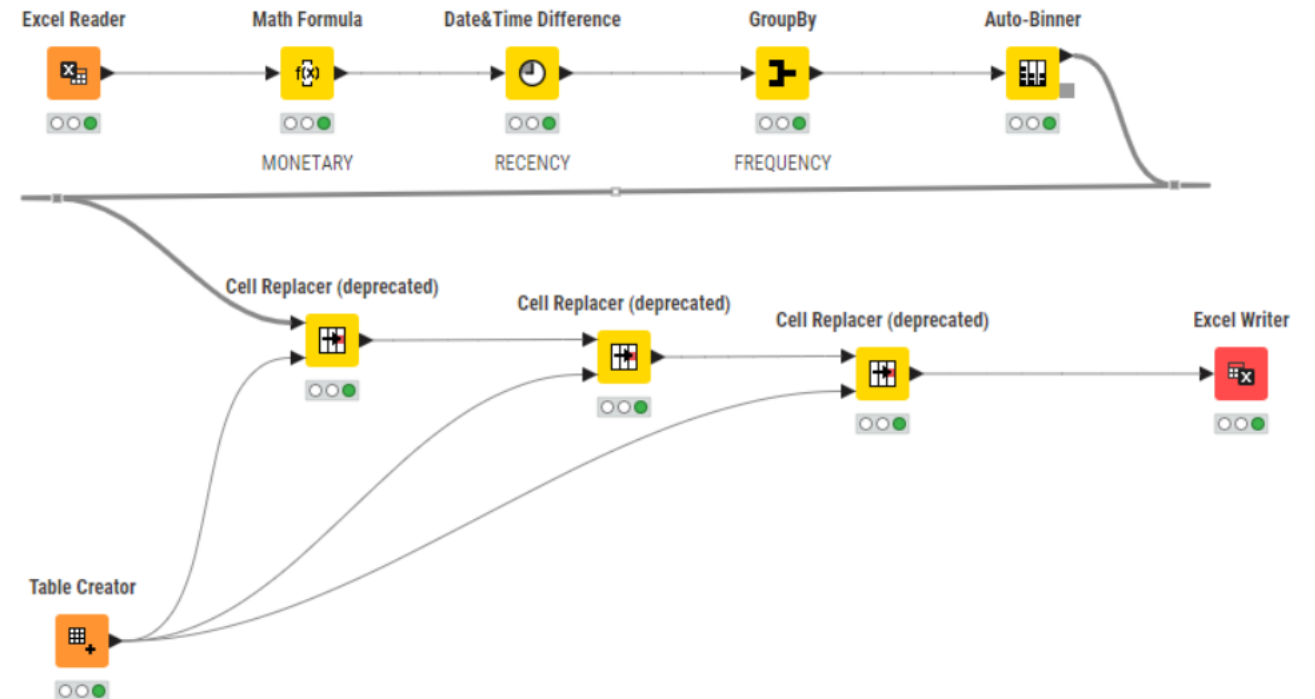 Excel Reader
Math Formula
Date&Time Difference
GroupBy
Auto-Binner
f(x)
MONETARY
RECENCY
FREQUENCY
Cell Replacer (deprecated)
Cell Replacer (deprecated)
Cell Replacer (deprecated)
Excel Writer
Table Creator